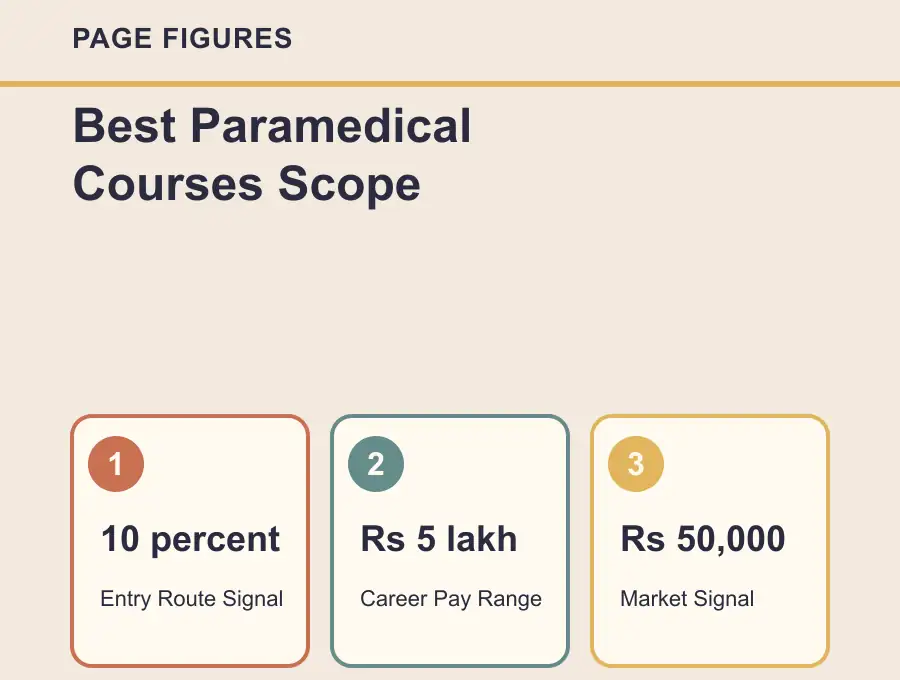 PAGE FIGURES
Best Paramedical
Courses Scope
1
10 percent
Entry Route Signal
2
Rs 5 lakh
Career Pay Range
3
Rs 50,000
Market Signal